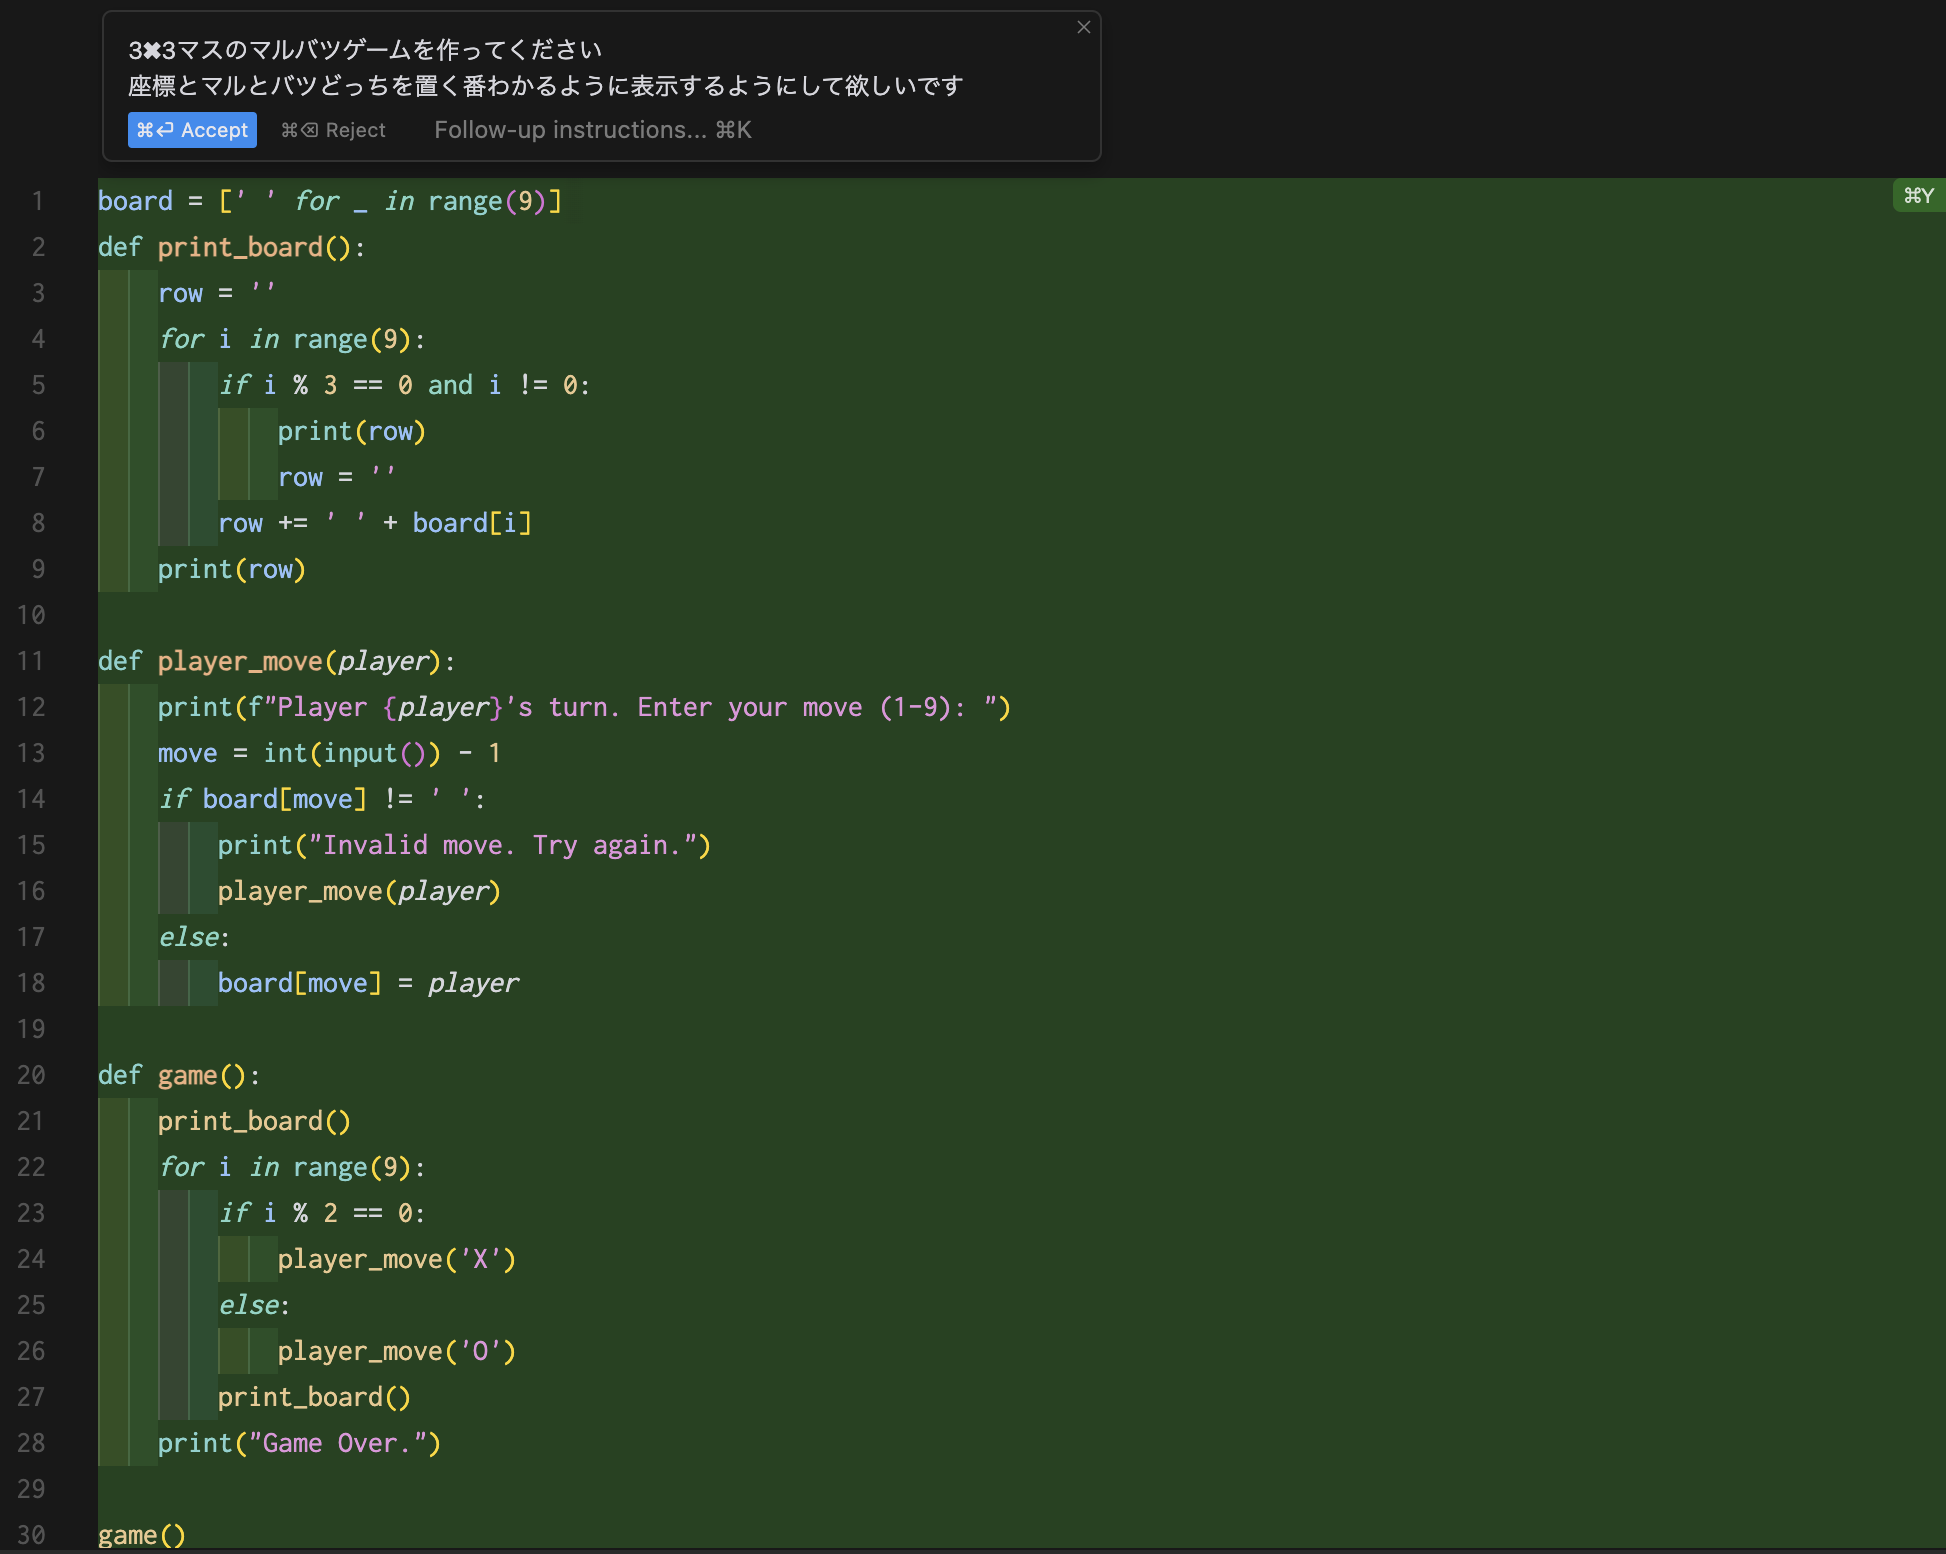 3✖3マスのマルバツゲームを作ってください
座標とマルとバツどっちを置く番わかるように表示するようにして欲しいです
⌘⏎ Accept ⌘⌫ Reject Follow-up instructions... ⌘K
⌘Y
1 board = [' ' for _ in range(9)]
2 def print_board():
3     row = ''
4     for i in range(9):
5         if i % 3 == 0 and i != 0:
6             print(row)
7             row = ''
8         row += ' ' + board[i]
9     print(row)
10
11 def player_move(player):
12     print(f"Player {player}'s turn. Enter your move (1-9): ")
13     move = int(input()) - 1
14     if board[move] != ' ':
15         print("Invalid move. Try again.")
16         player_move(player)
17     else:
18         board[move] = player
19
20 def game():
21     print_board()
22     for i in range(9):
23         if i % 2 == 0:
24             player_move('X')
25         else:
26             player_move('O')
27         print_board()
28     print("Game Over.")
29
30 game()